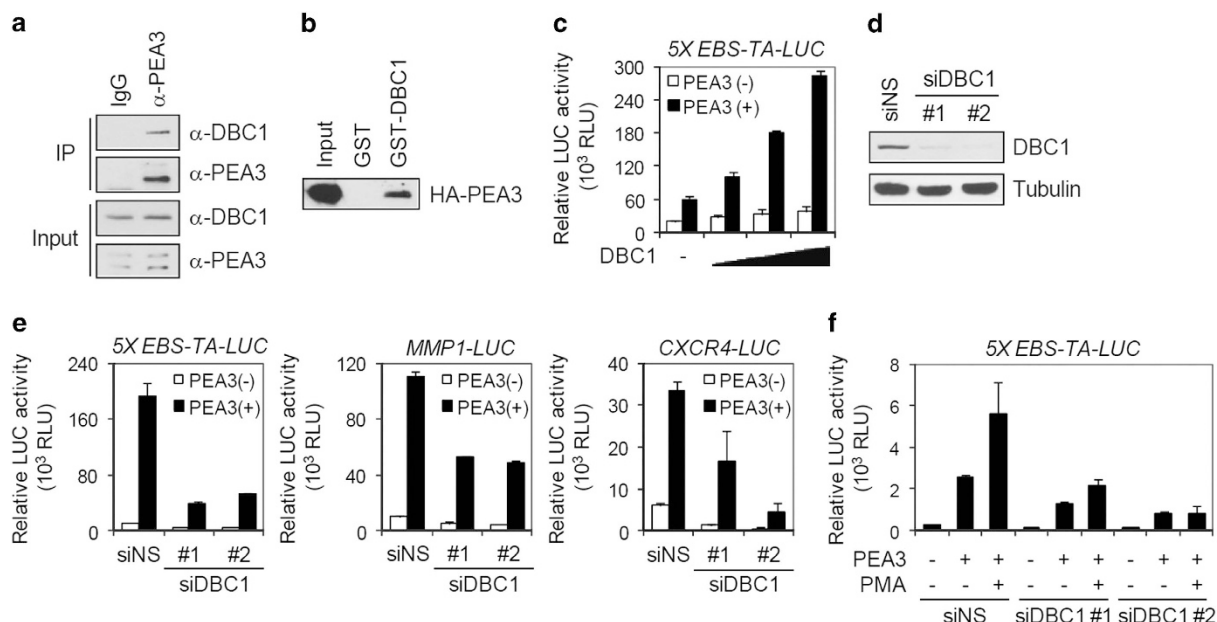 a
IgG
α-PEA3
IP
α-DBC1
α-PEA3
Input
α-DBC1
α-PEA3
b
Input
GST
GST-DBC1
HA-PEA3
c
5X EBS-TA-LUC
Relative LUC activity
(10³ RLU)
300
240
180
120
60
0
PEA3 (-)
PEA3 (+)
DBC1 -
d
siNS
siDBC1
#1 #2
DBC1
Tubulin
e
5X EBS-TA-LUC
Relative LUC activity
(10³ RLU)
240
160
80
0
PEA3(-)
PEA3(+)
siNS #1 #2
siDBC1
MMP1-LUC
Relative LUC activity
(10³ RLU)
120
80
40
0
PEA3(-)
PEA3(+)
siNS #1 #2
siDBC1
CXCR4-LUC
Relative LUC activity
(10³ RLU)
40
30
20
10
0
PEA3(-)
PEA3(+)
siNS #1 #2
siDBC1
f
5X EBS-TA-LUC
Relative LUC activity
(10³ RLU)
8
6
4
2
0
PEA3 - + + - + + - + +
PMA - - + - - + - - +
siNS siDBC1 #1 siDBC1 #2